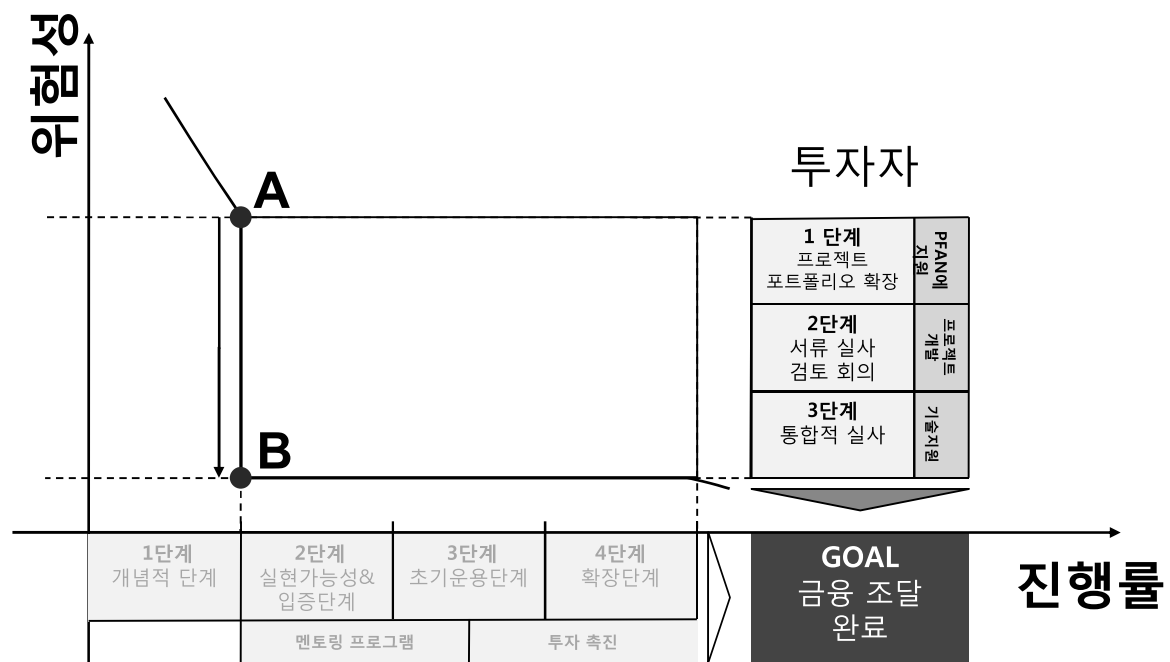 위험성
A
B
투자자
1 단계
프로젝트
포트폴리오 확장
PFAN에
지원
2단계
서류 실사
검토 회의
프로젝트
개발
3단계
통합적 실사
기술지원
1단계
개념적 단계
2단계
실현가능성&
입증단계
3단계
초기운용단계
4단계
확장단계
멘토링 프로그램
투자 촉진
GOAL
금융 조달
완료
진행률